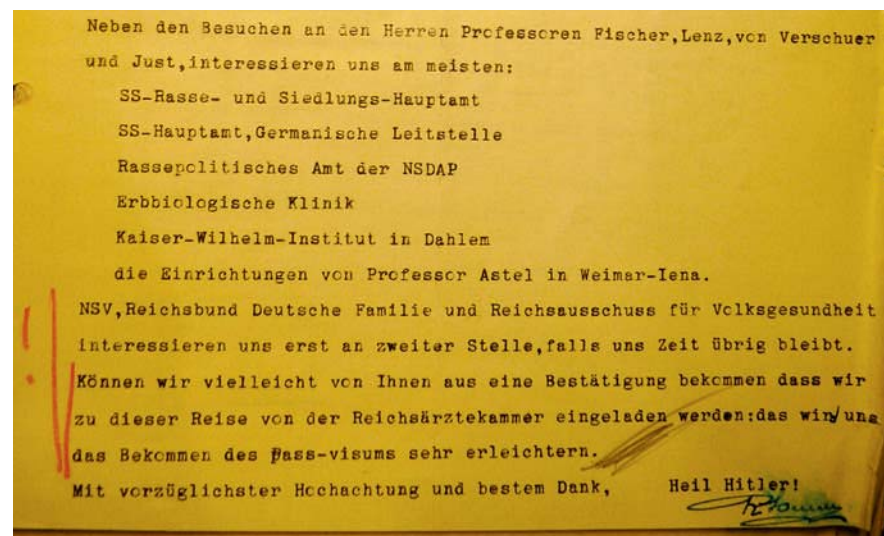 Neben den Besuchen an den Herren Professoren Fischer,Lenz,von Verschuer
und Just,interessieren uns am meisten:
SS-Rasse- und Siedlungs-Hauptamt
SS-Hauptamt,Germanische Leitstelle
Rassepolitisches Amt der NSDAP
Erbbiologische Klinik
Kaiser-Wilhelm-Institut in Dahlem
die Einrichtungen von Professor Astel in Weimar-Iena.
NSV,Reichsbund Deutsche Familie und Reichsausschuss für Volksgesundheit
interessieren uns erst an zweiter Stelle,falls uns Zeit übrig bleibt.
Können wir vielleicht von Ihnen aus eine Bestätigung bekommen dass wir
zu dieser Reise von der Reichsärztekammer eingeladen werden:das wird uns
das Bekommen des Pass-visums sehr erleichtern.
Mit vorzüglichster Hochachtung und bestem Dank, Heil Hitler!